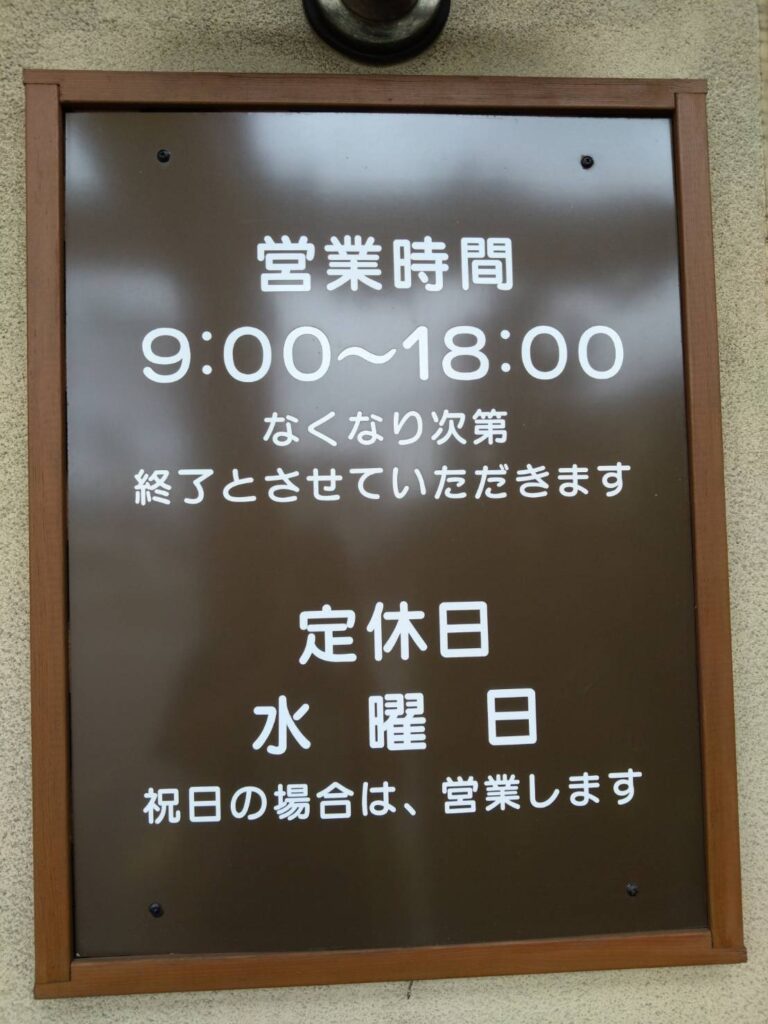 営業時間
9:00〜18:00
なくなり次第
終了とさせていただきます
定休日
水曜日
祝日の場合は、営業します